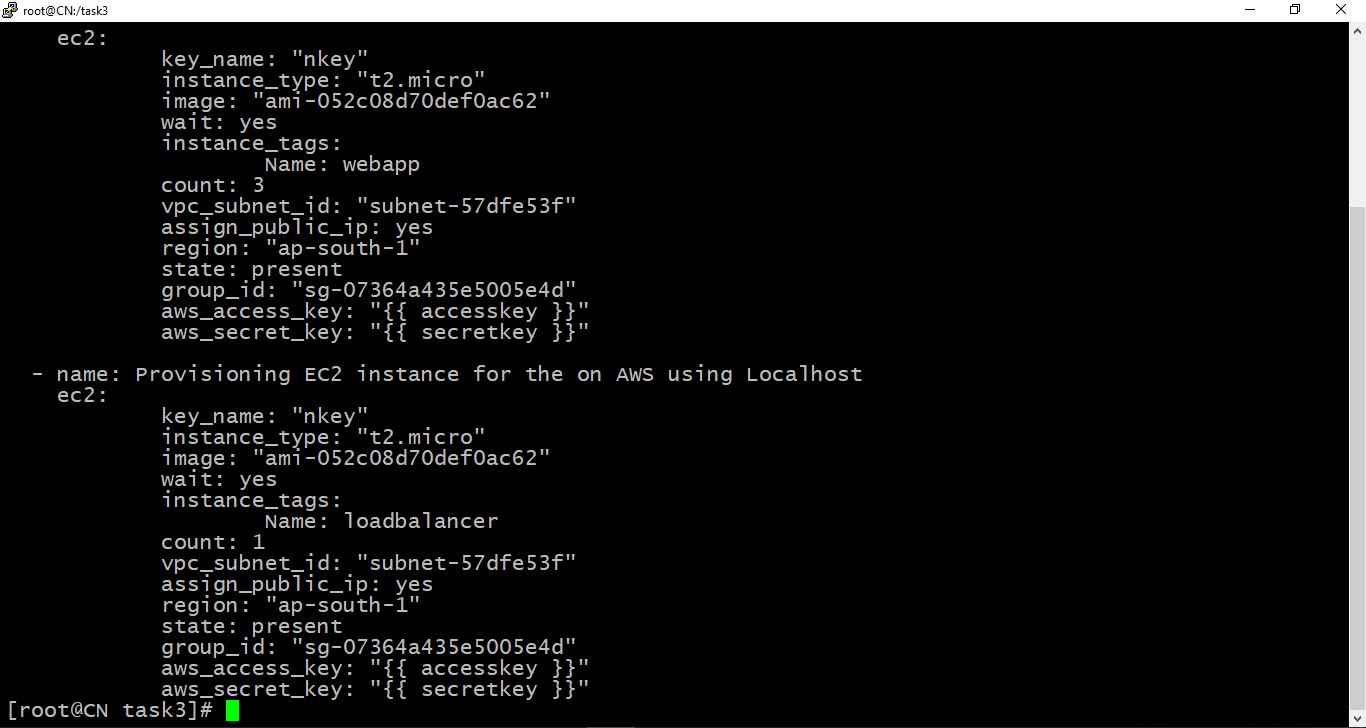 root@CN:/task3
ec2:
key_name: "nkey"
instance_type: "t2.micro"
image: "ami-052c08d70def0ac62"
wait: yes
instance_tags:
Name: webapp
count: 3
vpc_subnet_id: "subnet-57dfe53f"
assign_public_ip: yes
region: "ap-south-1"
state: present
group_id: "sg-07364a435e5005e4d"
aws_access_key: "{{ accesskey }}"
aws_secret_key: "{{ secretkey }}"
- name: Provisioning EC2 instance for the on AWS using Localhost
ec2:
key_name: "nkey"
instance_type: "t2.micro"
image: "ami-052c08d70def0ac62"
wait: yes
instance_tags:
Name: loadbalancer
count: 1
vpc_subnet_id: "subnet-57dfe53f"
assign_public_ip: yes
region: "ap-south-1"
state: present
group_id: "sg-07364a435e5005e4d"
aws_access_key: "{{ accesskey }}"
aws_secret_key: "{{ secretkey }}"
[root@CN task3]#